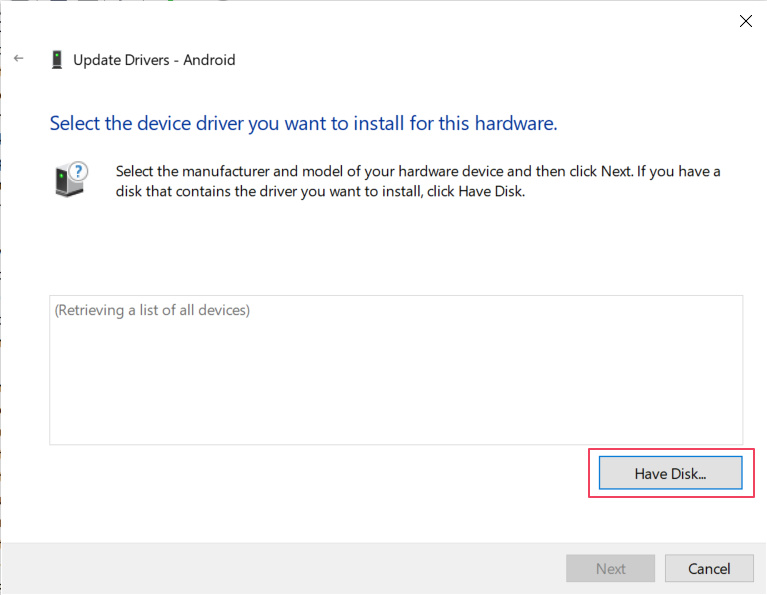 Update Drivers - Android
Select the device driver you want to install for this hardware.
Select the manufacturer and model of your hardware device and then click Next. If you have a
disk that contains the driver you want to install, click Have Disk.
(Retrieving a list of all devices)
Have Disk...
Next
Cancel